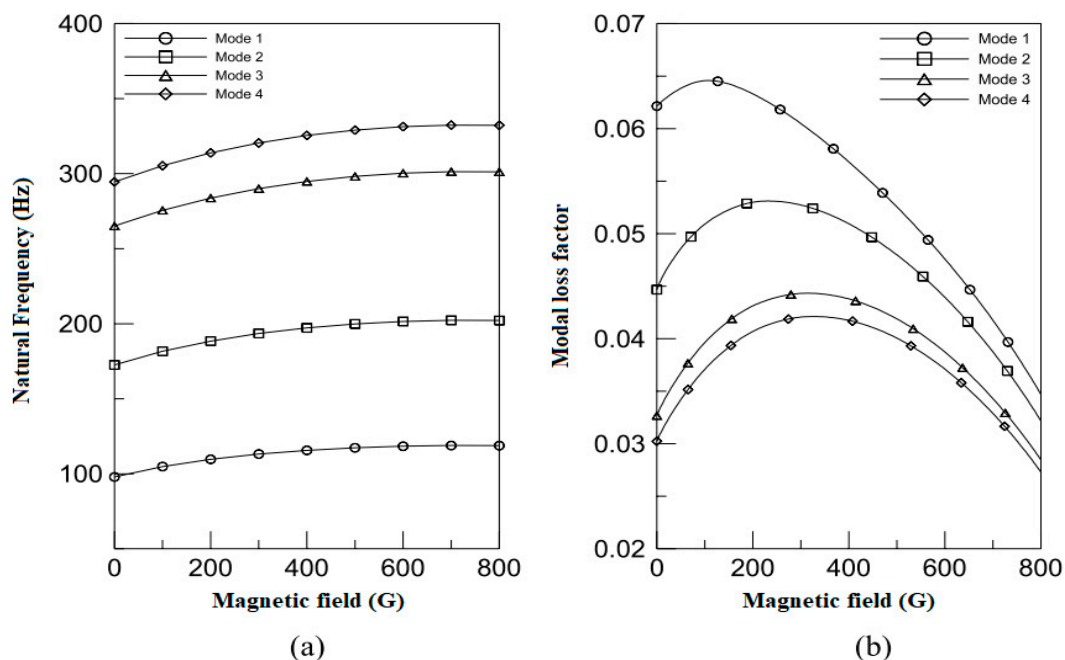 400
300
200
100
Natural Frequency (Hz)
Mode 1
Mode 2
Mode 3
Mode 4
0 200 400 600 800
Magnetic field (G)
(a)
0.07
0.06
0.05
0.04
0.03
0.02
Modal loss factor
Mode 1
Mode 2
Mode 3
Mode 4
0 200 400 600 800
Magnetic field (G)
(b)